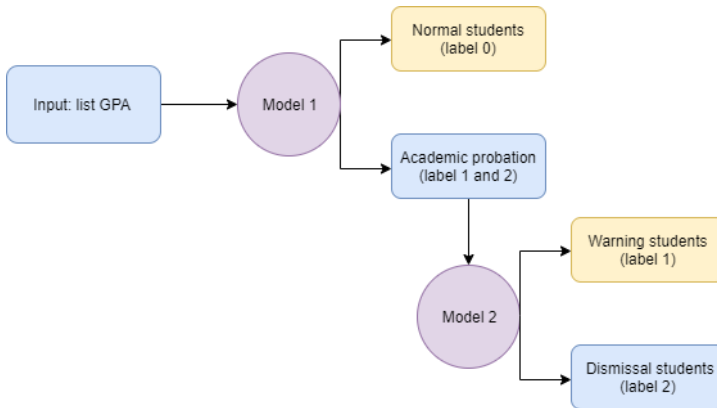 Normal students
(label 0)
Input: list GPA
Model 1
Academic probation
(label 1 and 2)
Warning students
(label 1)
Model 2
Dismissal students
(label 2)